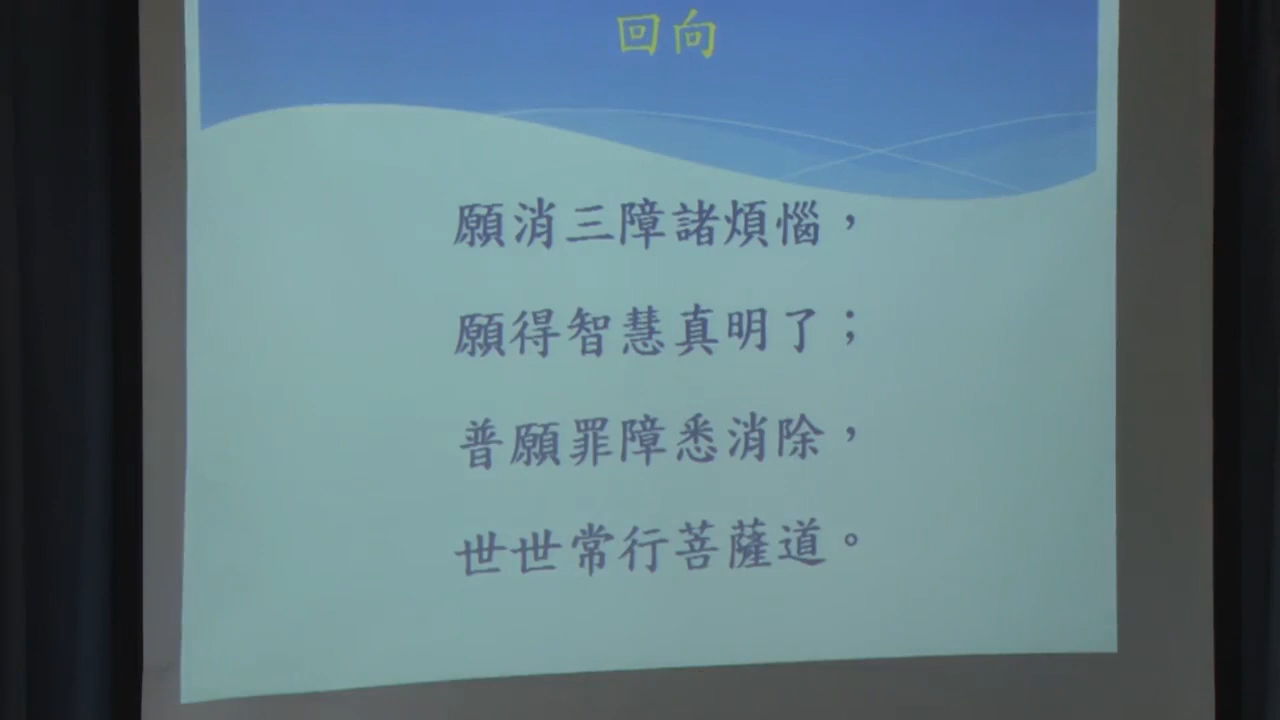 回向
願消三障諸煩惱，
願得智慧真明了；
普願罪障悉消除，
世世常行菩薩道。